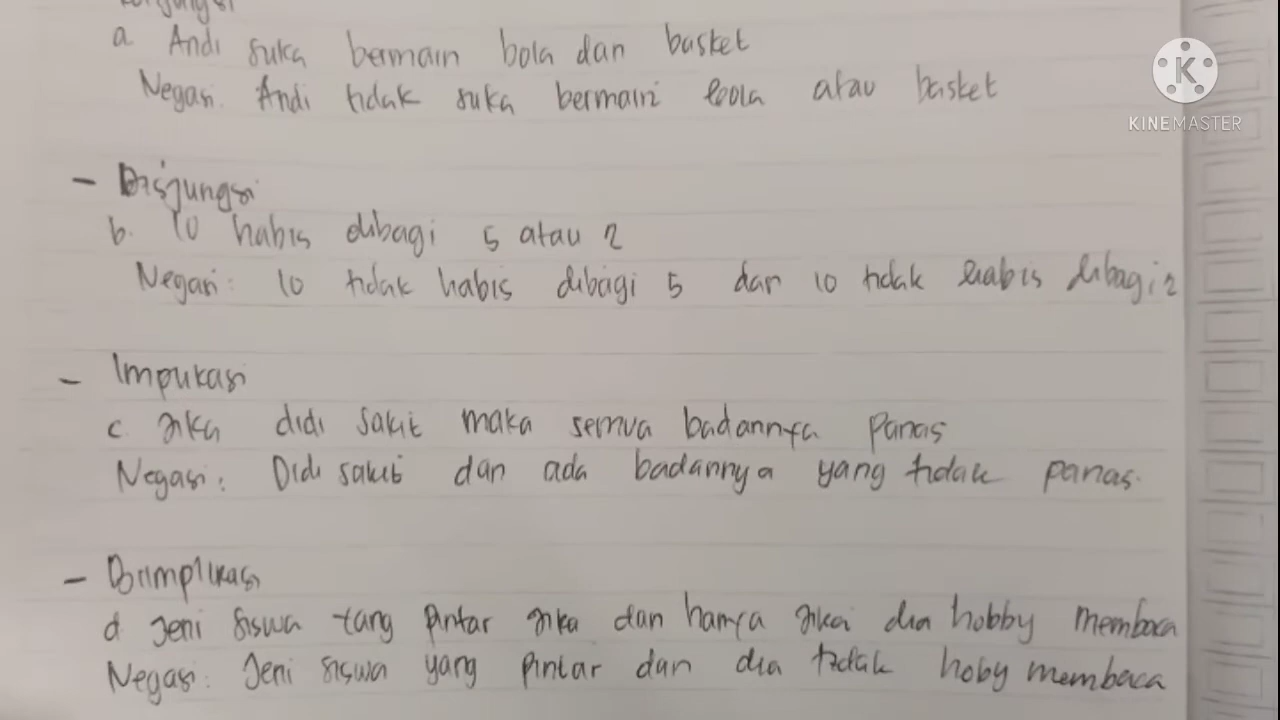 a Andi suka bermain bola dan basket
Negasi: Andi tidak suka bermain bola atau basket
K
KINEMASTER
- Disjungsi
b. 10 habis dibagi 5 atau 2
Negasi: 10 tidak habis dibagi 5 dan 10 tidak habis dibagi 2
- Implikasi
c. Jika didi sakit maka semua badannya panas
Negasi: Didi sakit dan ada badannya yang tidak panas.
- Biimplikasi
d Jeni siswa yang pintar jika dan hanya jika dia hobby membaca
Negasi: Jeni siswa yang pintar dan dia tidak hoby membaca